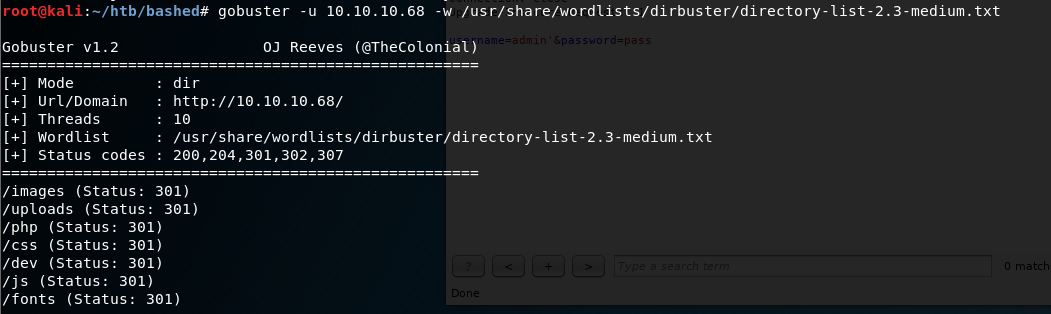 root@kali:~/htb/bashed# gobuster -u 10.10.10.68 -w /usr/share/wordlists/dirbuster/directory-list-2.3-medium.txt
username=admin'&password=pass
Gobuster v1.2 OJ Reeves (@TheColonial)
=====================================================
[+] Mode : dir
[+] Url/Domain : http://10.10.10.68/
[+] Threads : 10
[+] Wordlist : /usr/share/wordlists/dirbuster/directory-list-2.3-medium.txt
[+] Status codes : 200,204,301,302,307
=====================================================
/images (Status: 301)
/uploads (Status: 301)
/php (Status: 301)
/css (Status: 301)
/dev (Status: 301)
/js (Status: 301)
/fonts (Status: 301)
? < + > Type a search term 0 match
Done